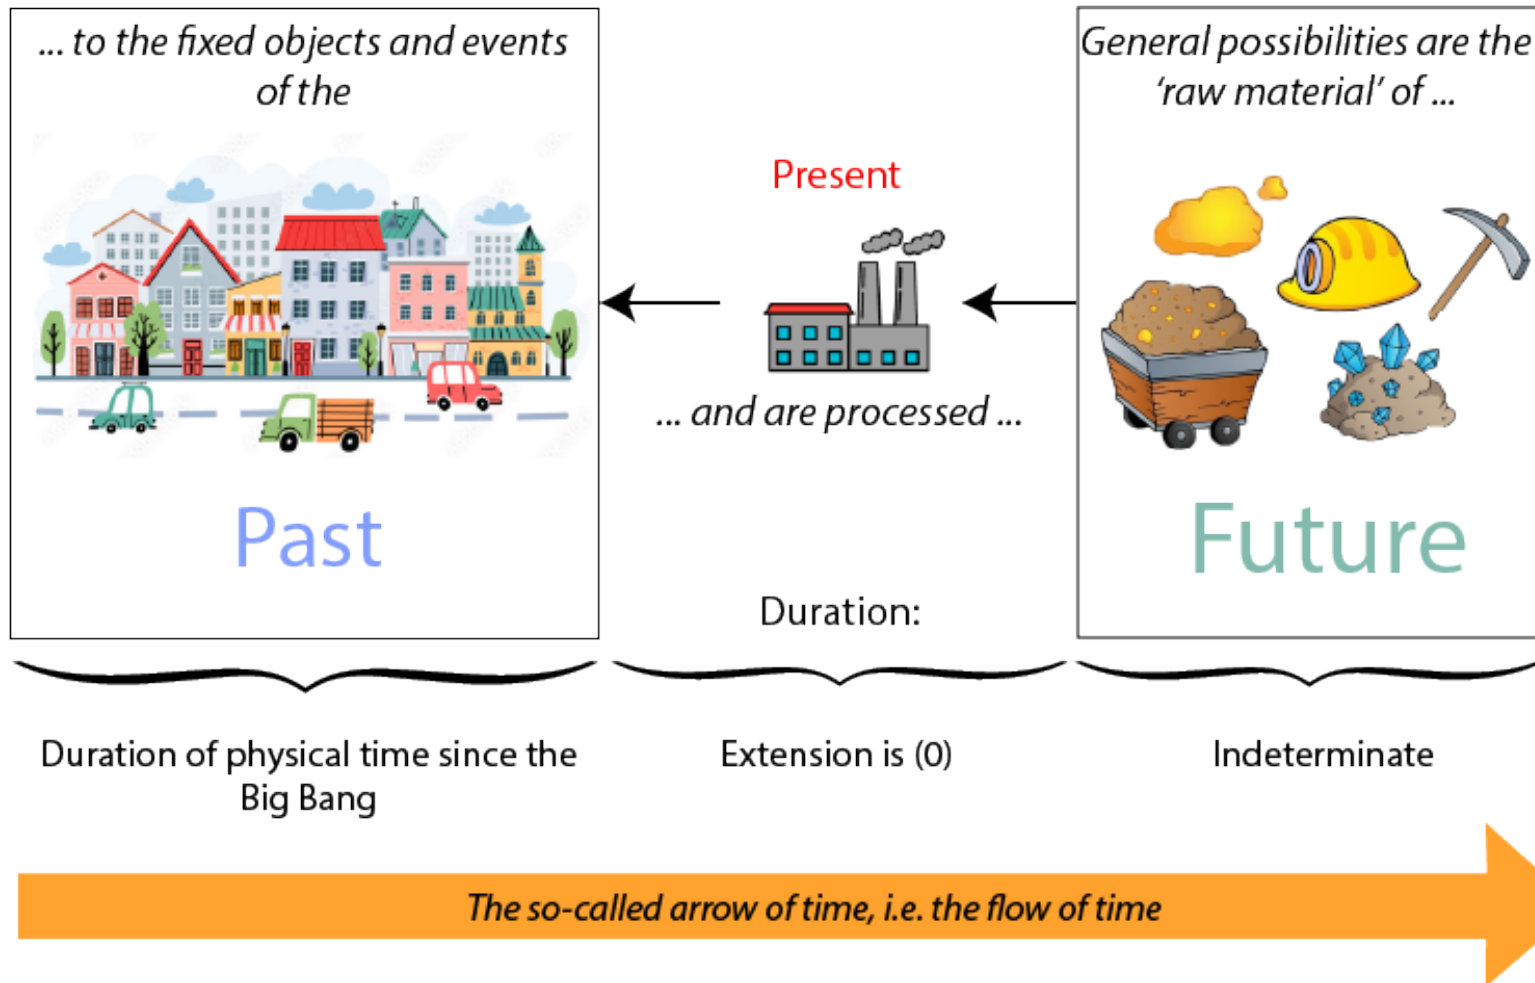 ... to the fixed objects and events
of the
Past
Present
... and are processed ...
General possibilities are the
‘raw material’ of ...
Future
Duration:
Duration of physical time since the
Big Bang
Extension is (0)
Indeterminate
The so-called arrow of time, i.e. the flow of time